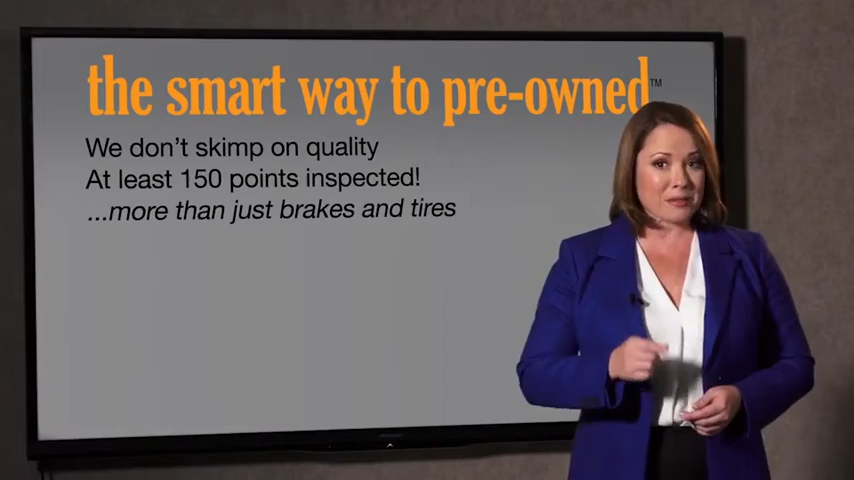 the smart way to pre-owned™
We don't skimp on quality
At least 150 points inspected!
...more than just brakes and tires